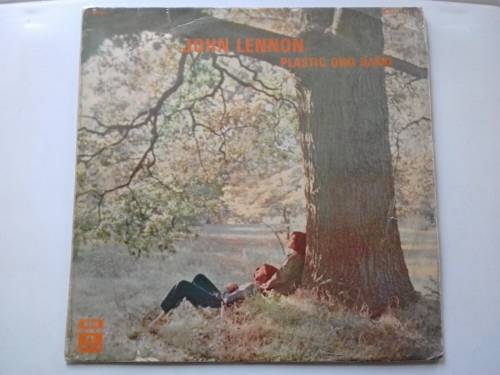 JOHN LENNON
PLASTIC ONO BAND